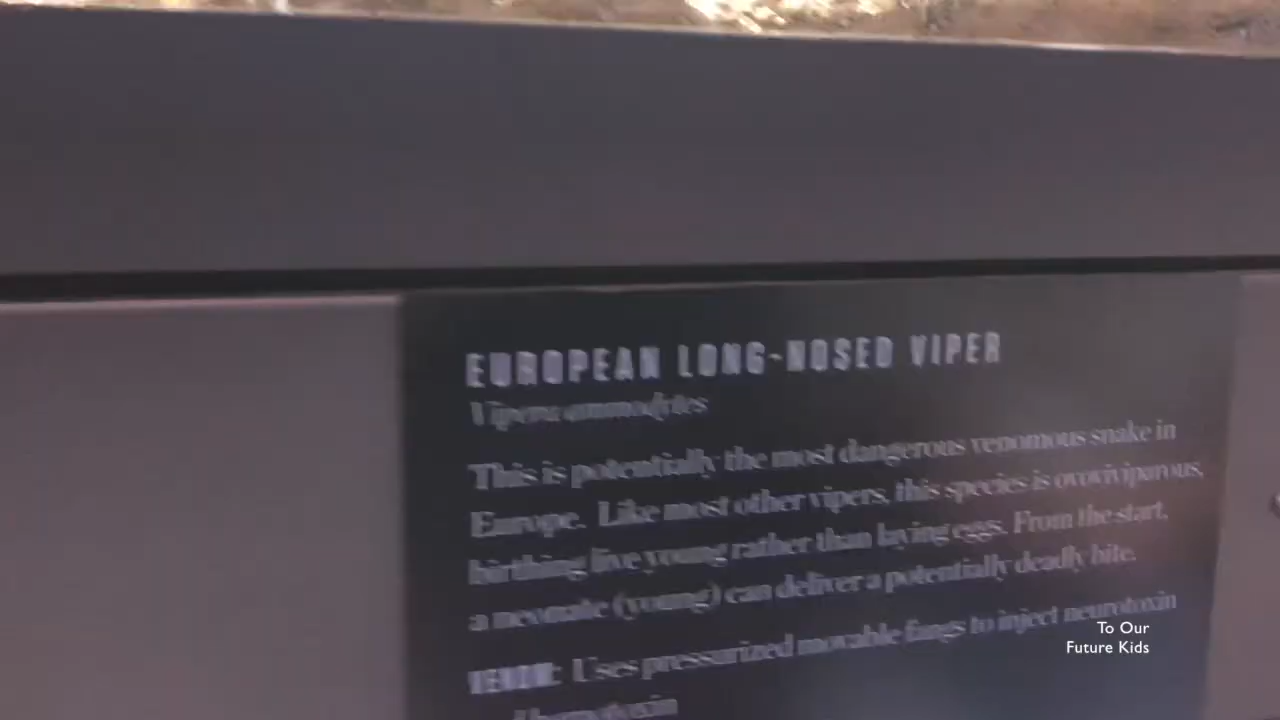 EUROPEAN LONG-NOSED VIPER
Vipera ammodytes
This is potentially the most dangerous venomous snake in
Europe. Like most other vipers, this species is ovoviviparous,
birthing live young rather than laying eggs. From the start,
a neonate (young) can deliver a potentially deadly bite.
VENOM: Uses pressurized movable fangs to inject neurotoxin
To Our
Future Kids